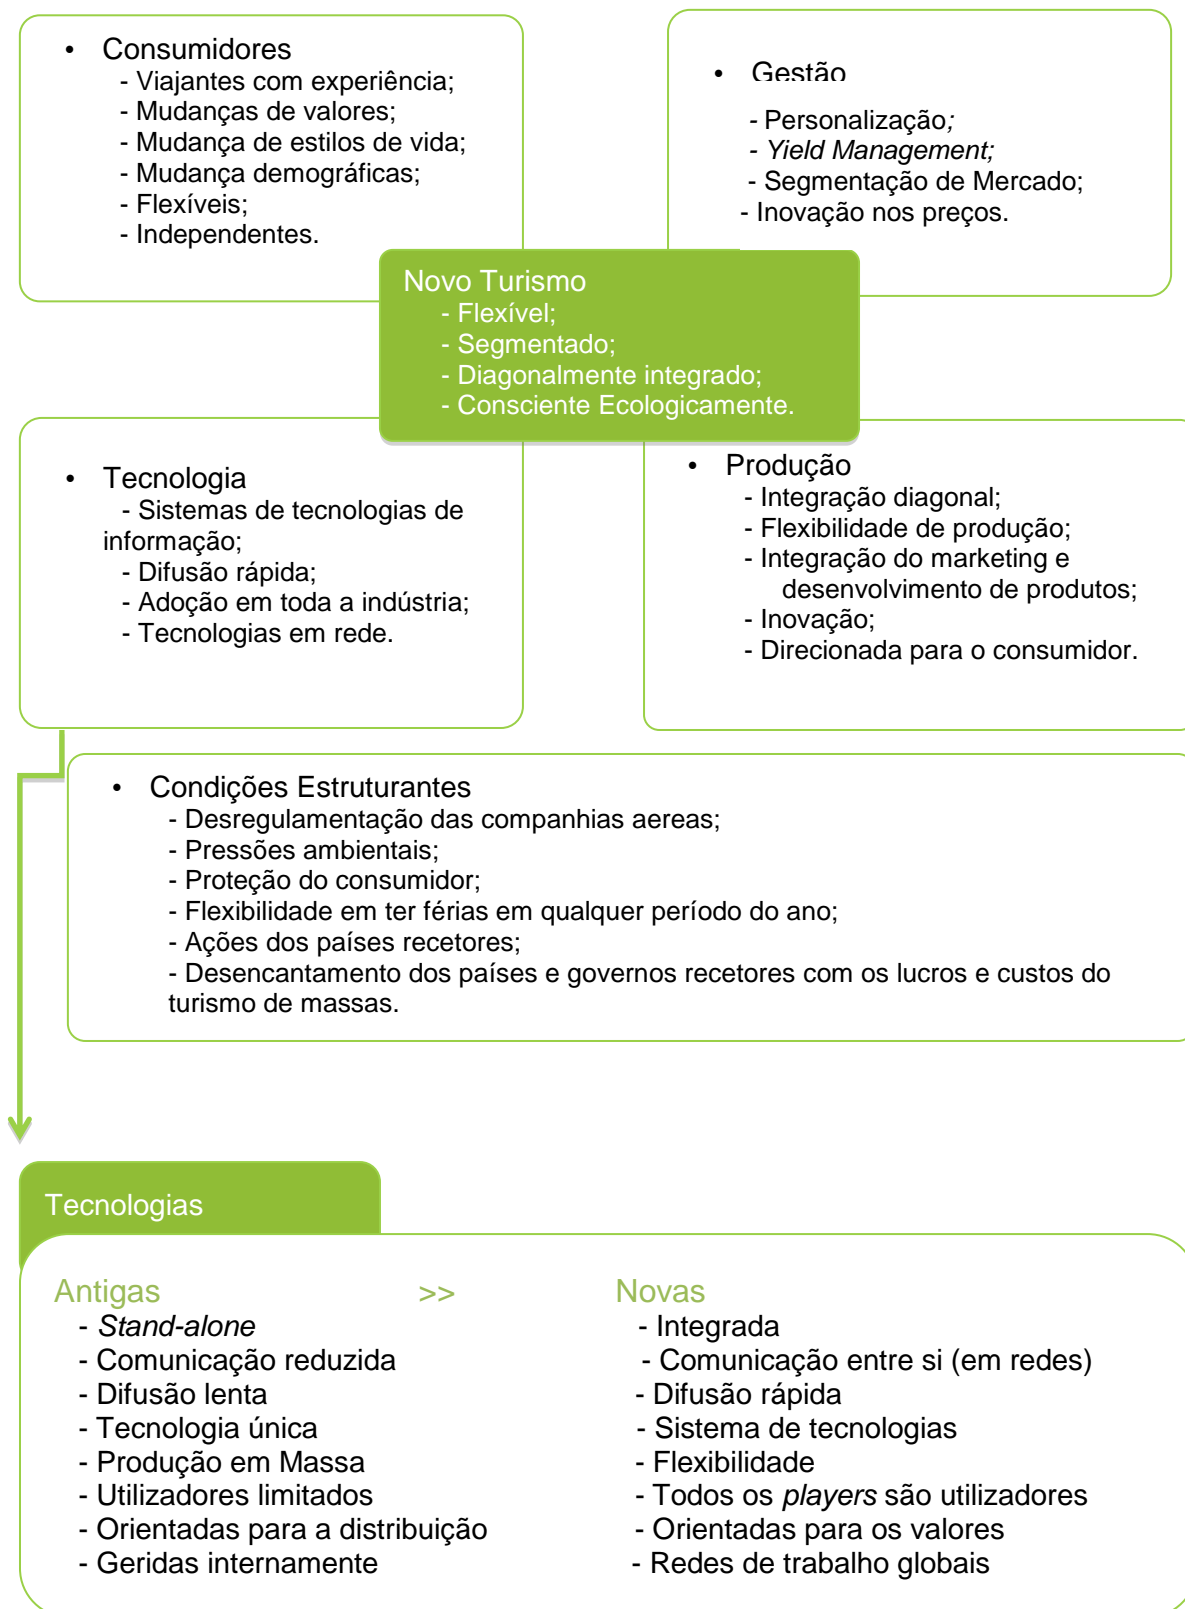 • Consumidores
- Viajantes com experiência;
- Mudanças de valores;
- Mudança de estilos de vida;
- Mudança demográficas;
- Flexíveis;
- Independentes.
• Gestão
- Personalização;
- Yield Management;
- Segmentação de Mercado;
- Inovação nos preços.
Novo Turismo
- Flexível;
- Segmentado;
- Diagonalmente integrado;
- Consciente Ecologicamente.
• Tecnologia
- Sistemas de tecnologias de
informação;
- Difusão rápida;
- Adoção em toda a indústria;
- Tecnologias em rede.
• Produção
- Integração diagonal;
- Flexibilidade de produção;
- Integração do marketing e
desenvolvimento de produtos;
- Inovação;
- Direcionada para o consumidor.
• Condições Estruturantes
- Desregulamentação das companhias aereas;
- Pressões ambientais;
- Proteção do consumidor;
- Flexibilidade em ter férias em qualquer período do ano;
- Ações dos países recetores;
- Desencantamento dos países e governos recetores com os lucros e custos do
turismo de massas.
Tecnologias
Antigas >> Novas
- Stand-alone - Integrada
- Comunicação reduzida - Comunicação entre si (em redes)
- Difusão lenta - Difusão rápida
- Tecnologia única - Sistema de tecnologias
- Produção em Massa - Flexibilidade
- Utilizadores limitados - Todos os players são utilizadores
- Orientadas para a distribuição - Orientadas para os valores
- Geridas internamente - Redes de trabalho globais